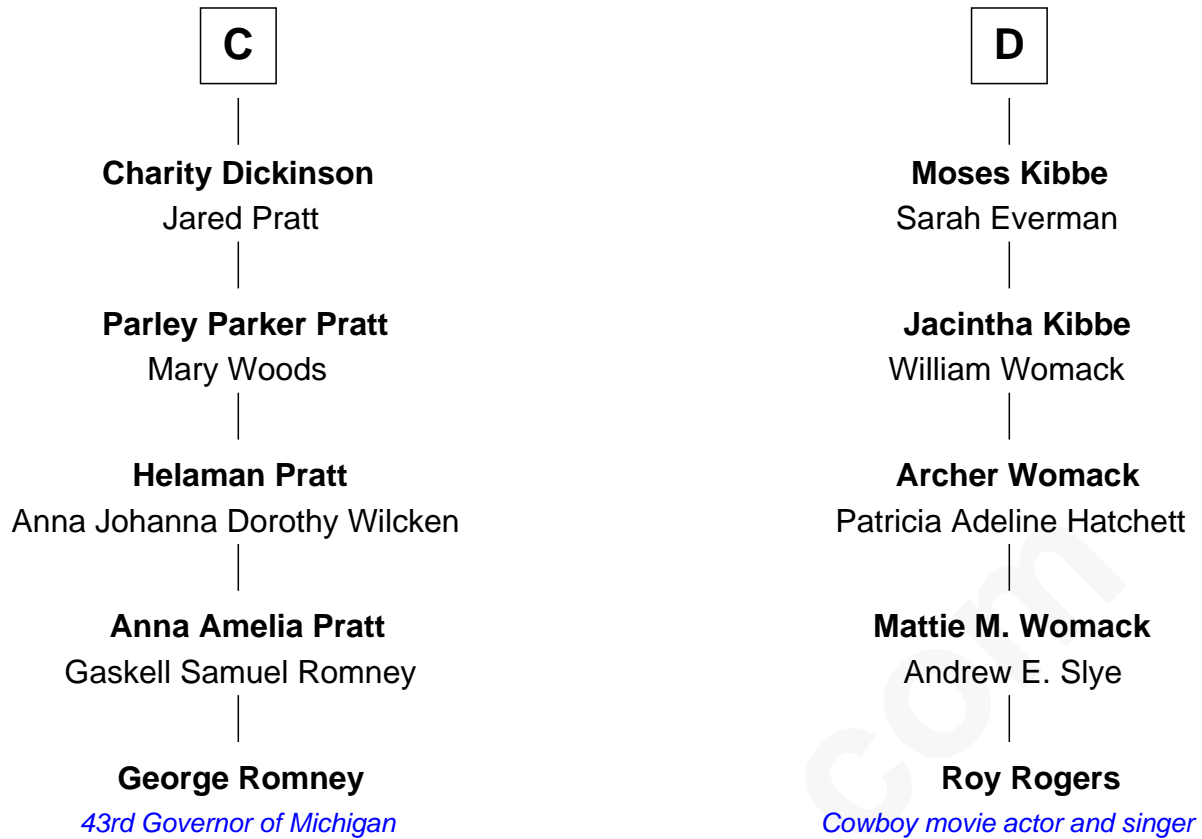 C
Charity Dickinson
Jared Pratt
Parley Parker Pratt
Mary Woods
Helaman Pratt
Anna Johanna Dorothy Wilcken
Anna Amelia Pratt
Gaskell Samuel Romney
George Romney
43rd Governor of Michigan
D
Moses Kibbe
Sarah Everman
Jacintha Kibbe
William Womack
Archer Womack
Patricia Adeline Hatchett
Mattie M. Womack
Andrew E. Slye
Roy Rogers
Cowboy movie actor and singer
com